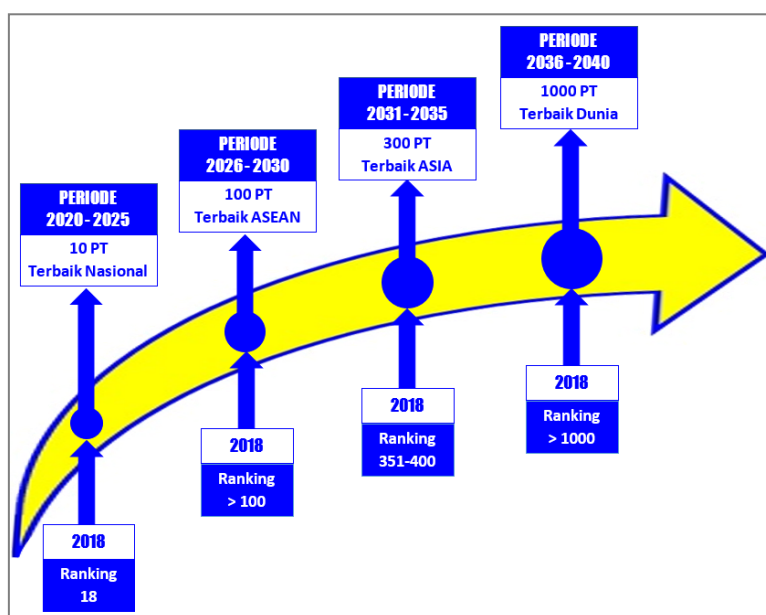 PERIODE
2036 - 2040
1000 PT
Terbaik Dunia
PERIODE
2031 - 2035
300 PT
Terbaik ASIA
PERIODE
2026 - 2030
100 PT
Terbaik ASEAN
PERIODE
2020 - 2025
10 PT
Terbaik Nasional
2018
Ranking
> 1000
2018
Ranking
351-400
2018
Ranking
> 100
2018
Ranking
18